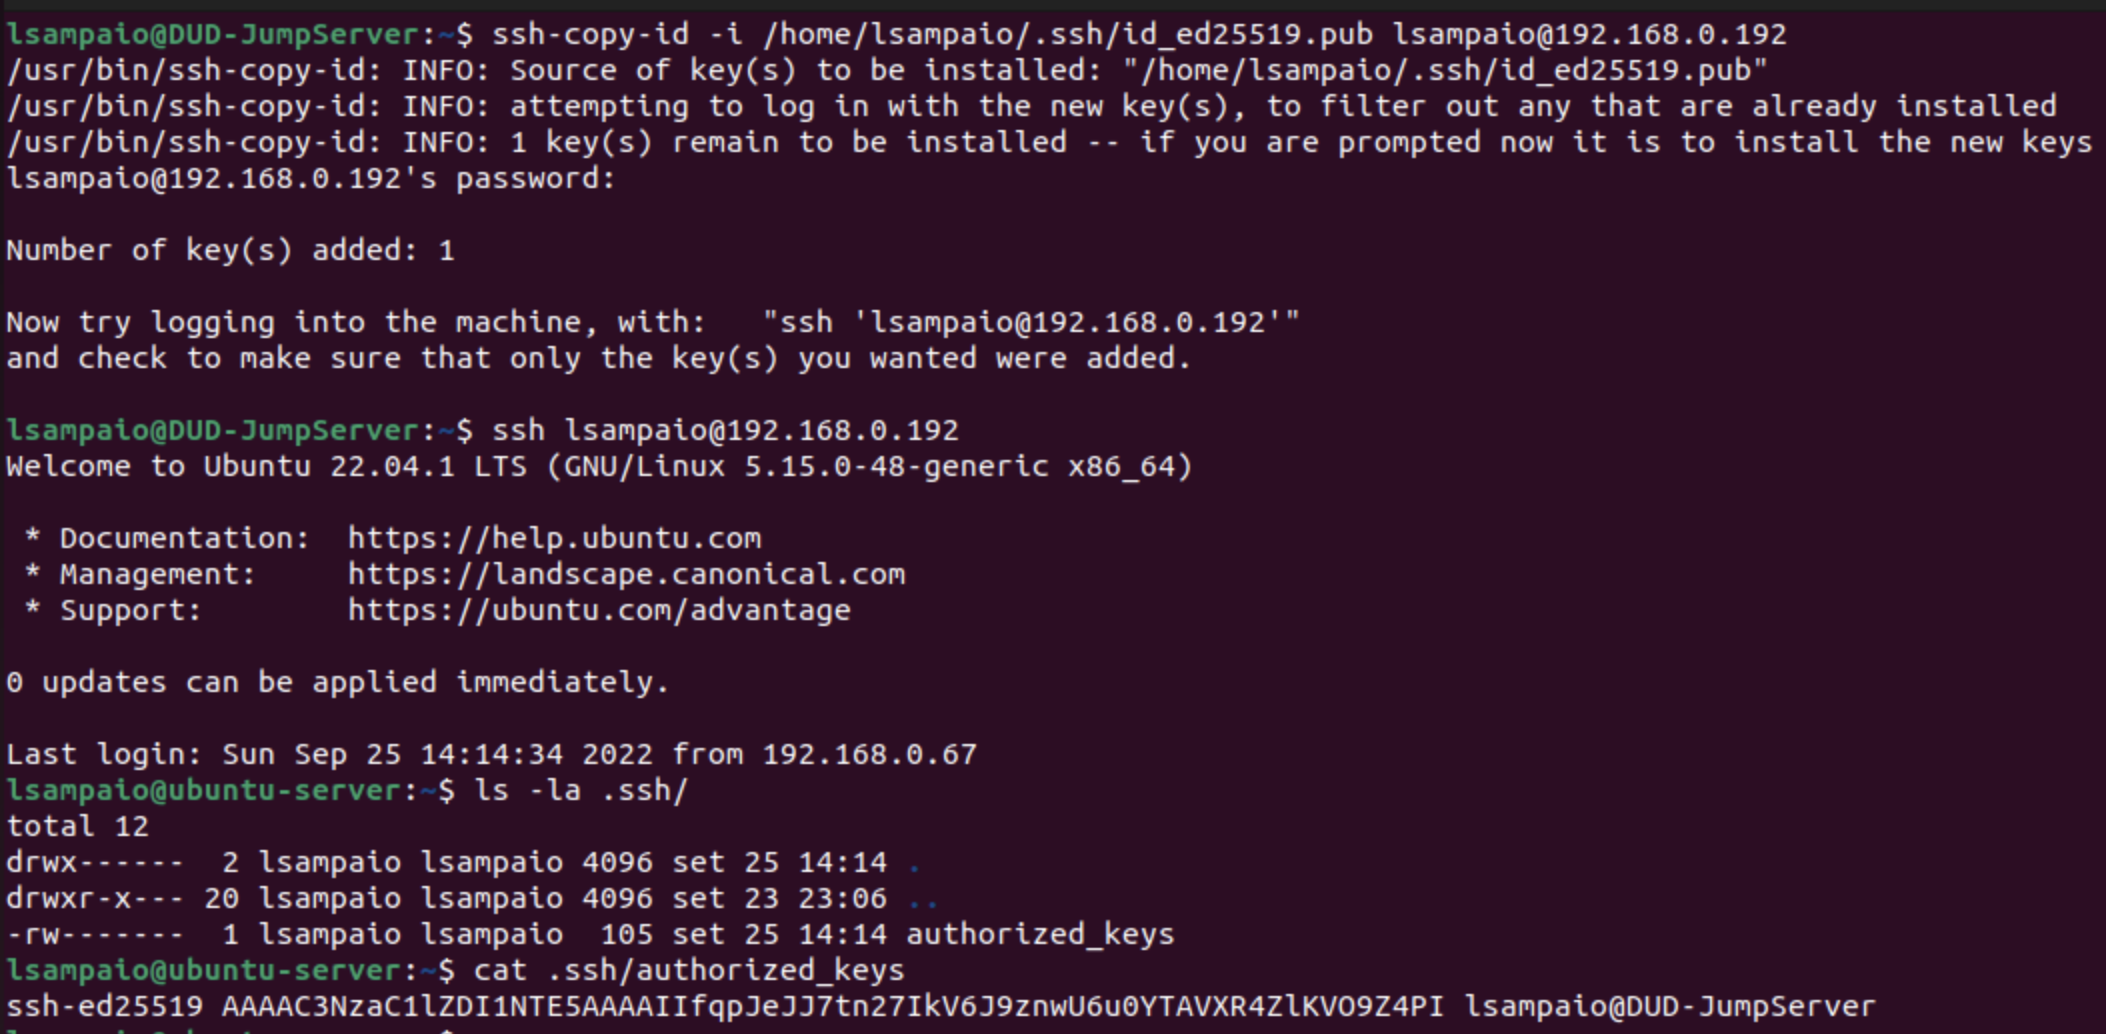 lsampaio@DUD-JumpServer:~$ ssh-copy-id -i /home/lsampaio/.ssh/id_ed25519.pub lsampaio@192.168.0.192
/usr/bin/ssh-copy-id: INFO: Source of key(s) to be installed: "/home/lsampaio/.ssh/id_ed25519.pub"
/usr/bin/ssh-copy-id: INFO: attempting to log in with the new key(s), to filter out any that are already installed
/usr/bin/ssh-copy-id: INFO: 1 key(s) remain to be installed -- if you are prompted now it is to install the new keys
lsampaio@192.168.0.192's password:
Number of key(s) added: 1
Now try logging into the machine, with:   "ssh 'lsampaio@192.168.0.192'"
and check to make sure that only the key(s) you wanted were added.
lsampaio@DUD-JumpServer:~$ ssh lsampaio@192.168.0.192
Welcome to Ubuntu 22.04.1 LTS (GNU/Linux 5.15.0-48-generic x86_64)
 * Documentation:  https://help.ubuntu.com
 * Management:     https://landscape.canonical.com
 * Support:        https://ubuntu.com/advantage
0 updates can be applied immediately.
Last login: Sun Sep 25 14:14:34 2022 from 192.168.0.67
lsampaio@ubuntu-server:~$ ls -la .ssh/
total 12
drwx------  2 lsampaio lsampaio 4096 set 25 14:14 .
drwxr-x--- 20 lsampaio lsampaio 4096 set 23 23:06 ..
-rw-------  1 lsampaio lsampaio  105 set 25 14:14 authorized_keys
lsampaio@ubuntu-server:~$ cat .ssh/authorized_keys
ssh-ed25519 AAAAC3NzaC1lZDI1NTE5AAAAIIfqpJeJJ7tn27IkV6J9znwU6u0YTAVXR4ZlKVO9Z4PI lsampaio@DUD-JumpServer